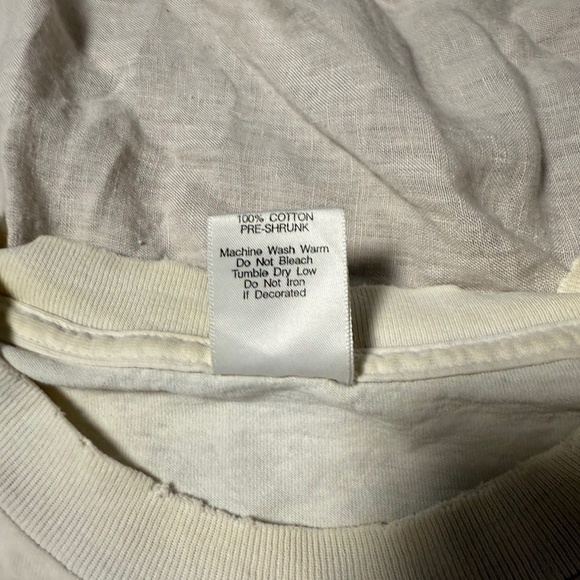 100% COTTON
PRE-SHRUNK
Machine Wash Warm
Do Not Bleach
Tumble Dry Low
Do Not Iron
If Decorated